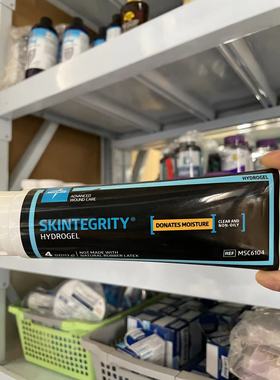 HYDROGEL
ADVANCED
WOUND CARE
SKINTEGRITY®
HYDROGEL
DONATES MOISTURE
CLEAR AND
NON-OILY
NOT MADE WITH
NATURAL RUBBER LATEX
REF MSC6104